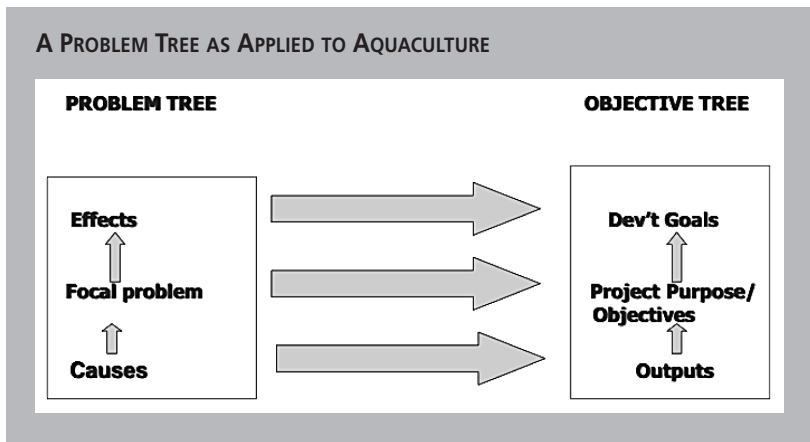 A PROBLEM TREE AS APPLIED TO AQUACULTURE
PROBLEM TREE
OBJECTIVE TREE
Effects
Focal problem
Causes
Dev't Goals
Project Purpose/
Objectives
Outputs